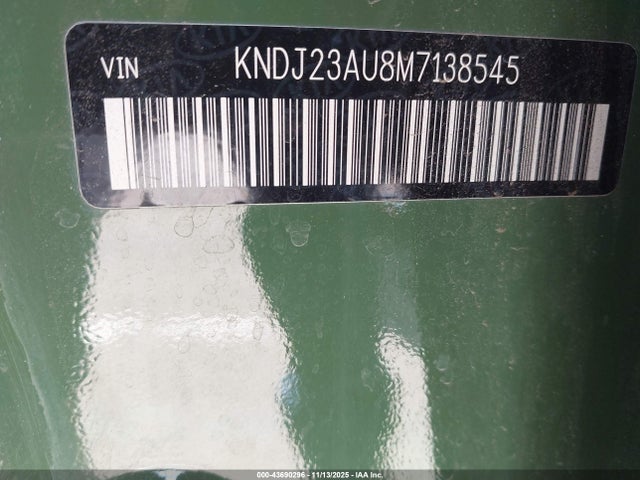 VIN KNDJ23AU8M7138545
000-43690296 - 11/13/2025 - IAA Inc.